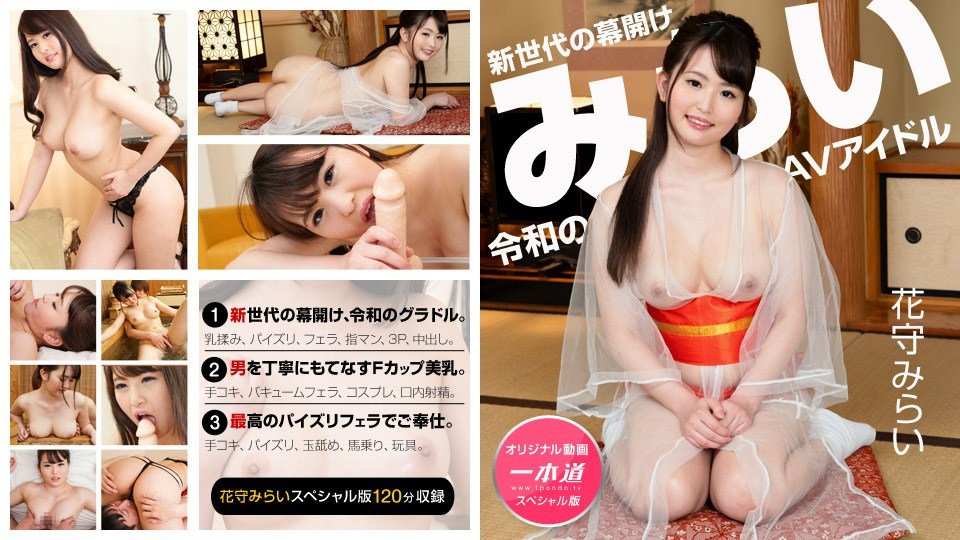 新世代の幕開け
みらい
令和の
AVアイドル
花守みらい
1 新世代の幕開け、令和のグラドル。
乳揉み、パイズリ、フェラ、指マン、3P、中出し。
2 男を丁寧にもてなすFカップ美乳。
手コキ、バキュームフェラ、コスプレ、口内射精。
3 最高のパイズリフェラでご奉仕。
手コキ、パイズリ、玉舐め、馬乗り、玩具。
花守みらいスペシャル版120分収録
オリジナル動画
一本道
www.1pondo.tv
スペシャル版